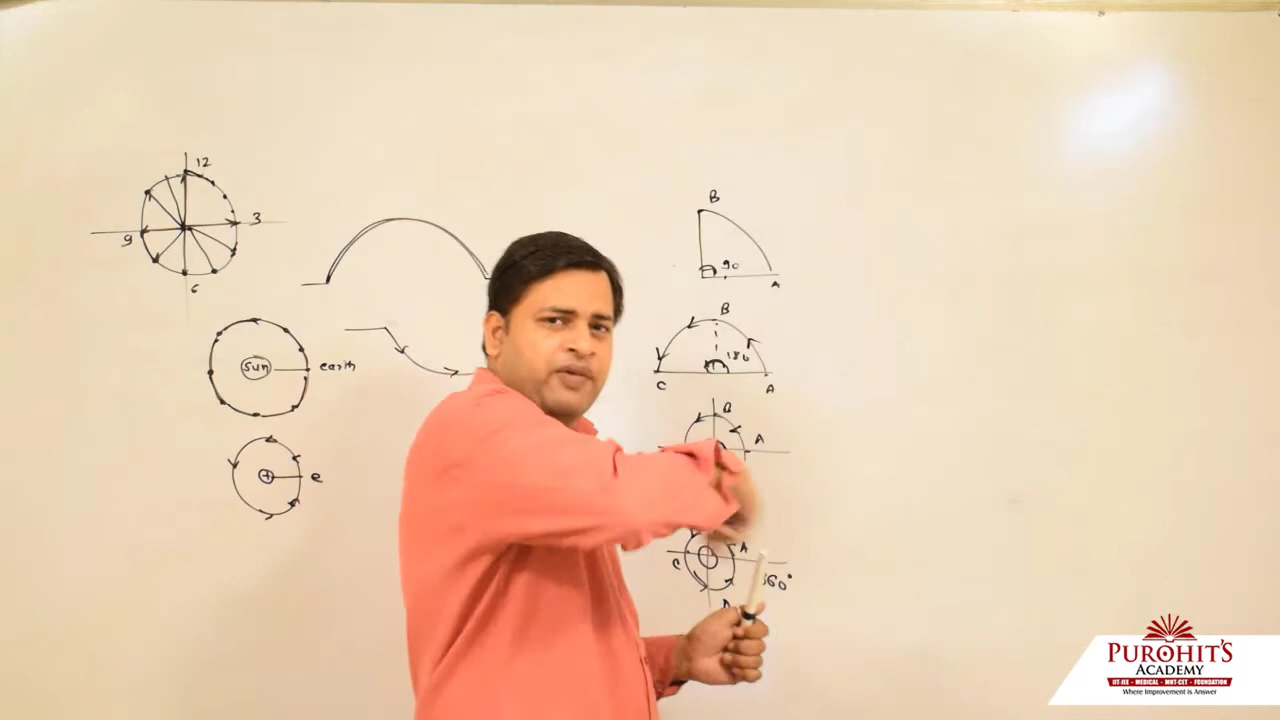 12
3
9
6
sun
earth
+
e
B
90
A
B
180
C
A
B
A
A
C
360°
D
PUROHIT'S
ACADEMY
IIT-JEE • MEDICAL • MHT-CET • FOUNDATION
Where Improvement is Answer